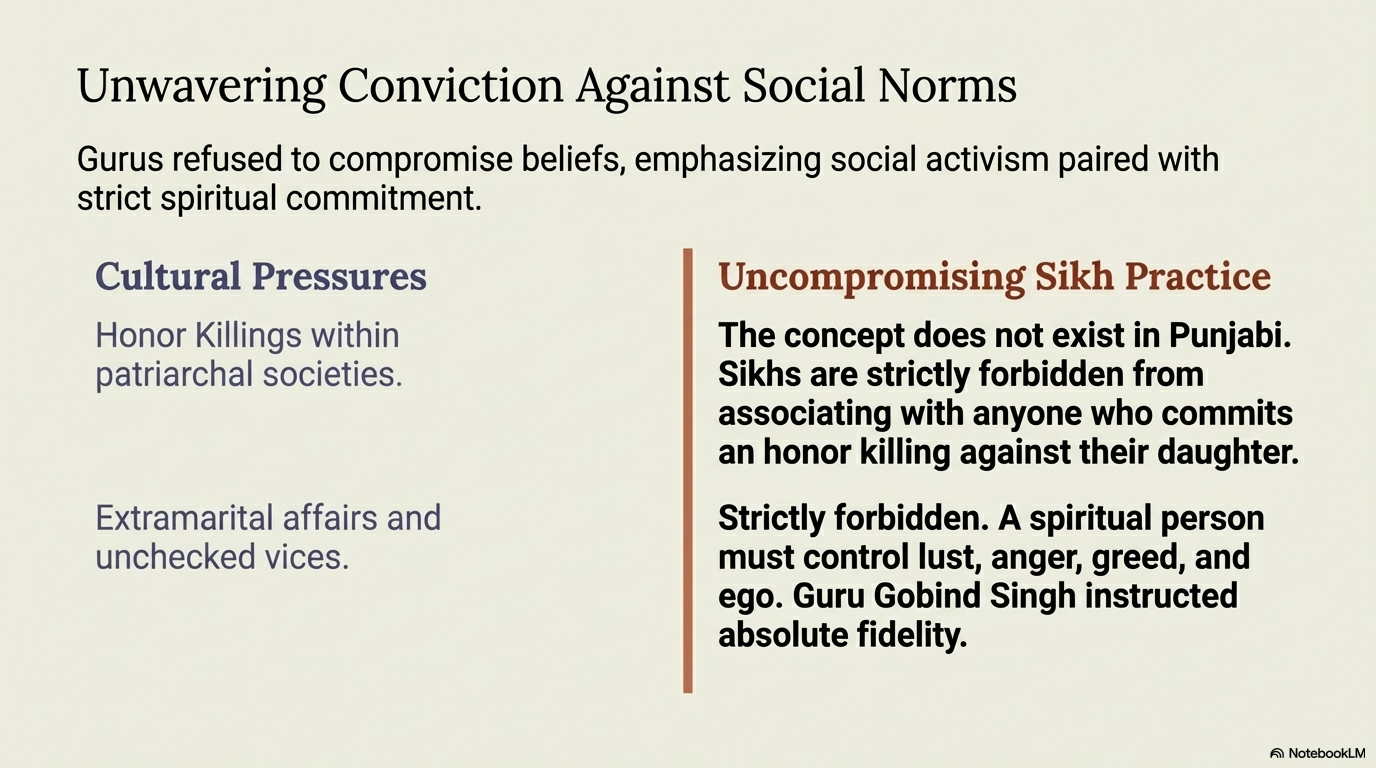 Unwavering Conviction Against Social Norms
Gurus refused to compromise beliefs, emphasizing social activism paired with
strict spiritual commitment.
Cultural Pressures
Honor Killings within
patriarchal societies.
Extramarital affairs and
unchecked vices.
Uncompromising Sikh Practice
The concept does not exist in Punjabi.
Sikhs are strictly forbidden from
associating with anyone who commits
an honor killing against their daughter.
Strictly forbidden. A spiritual person
must control lust, anger, greed, and
ego. Guru Gobind Singh instructed
absolute fidelity.
NotebookLM